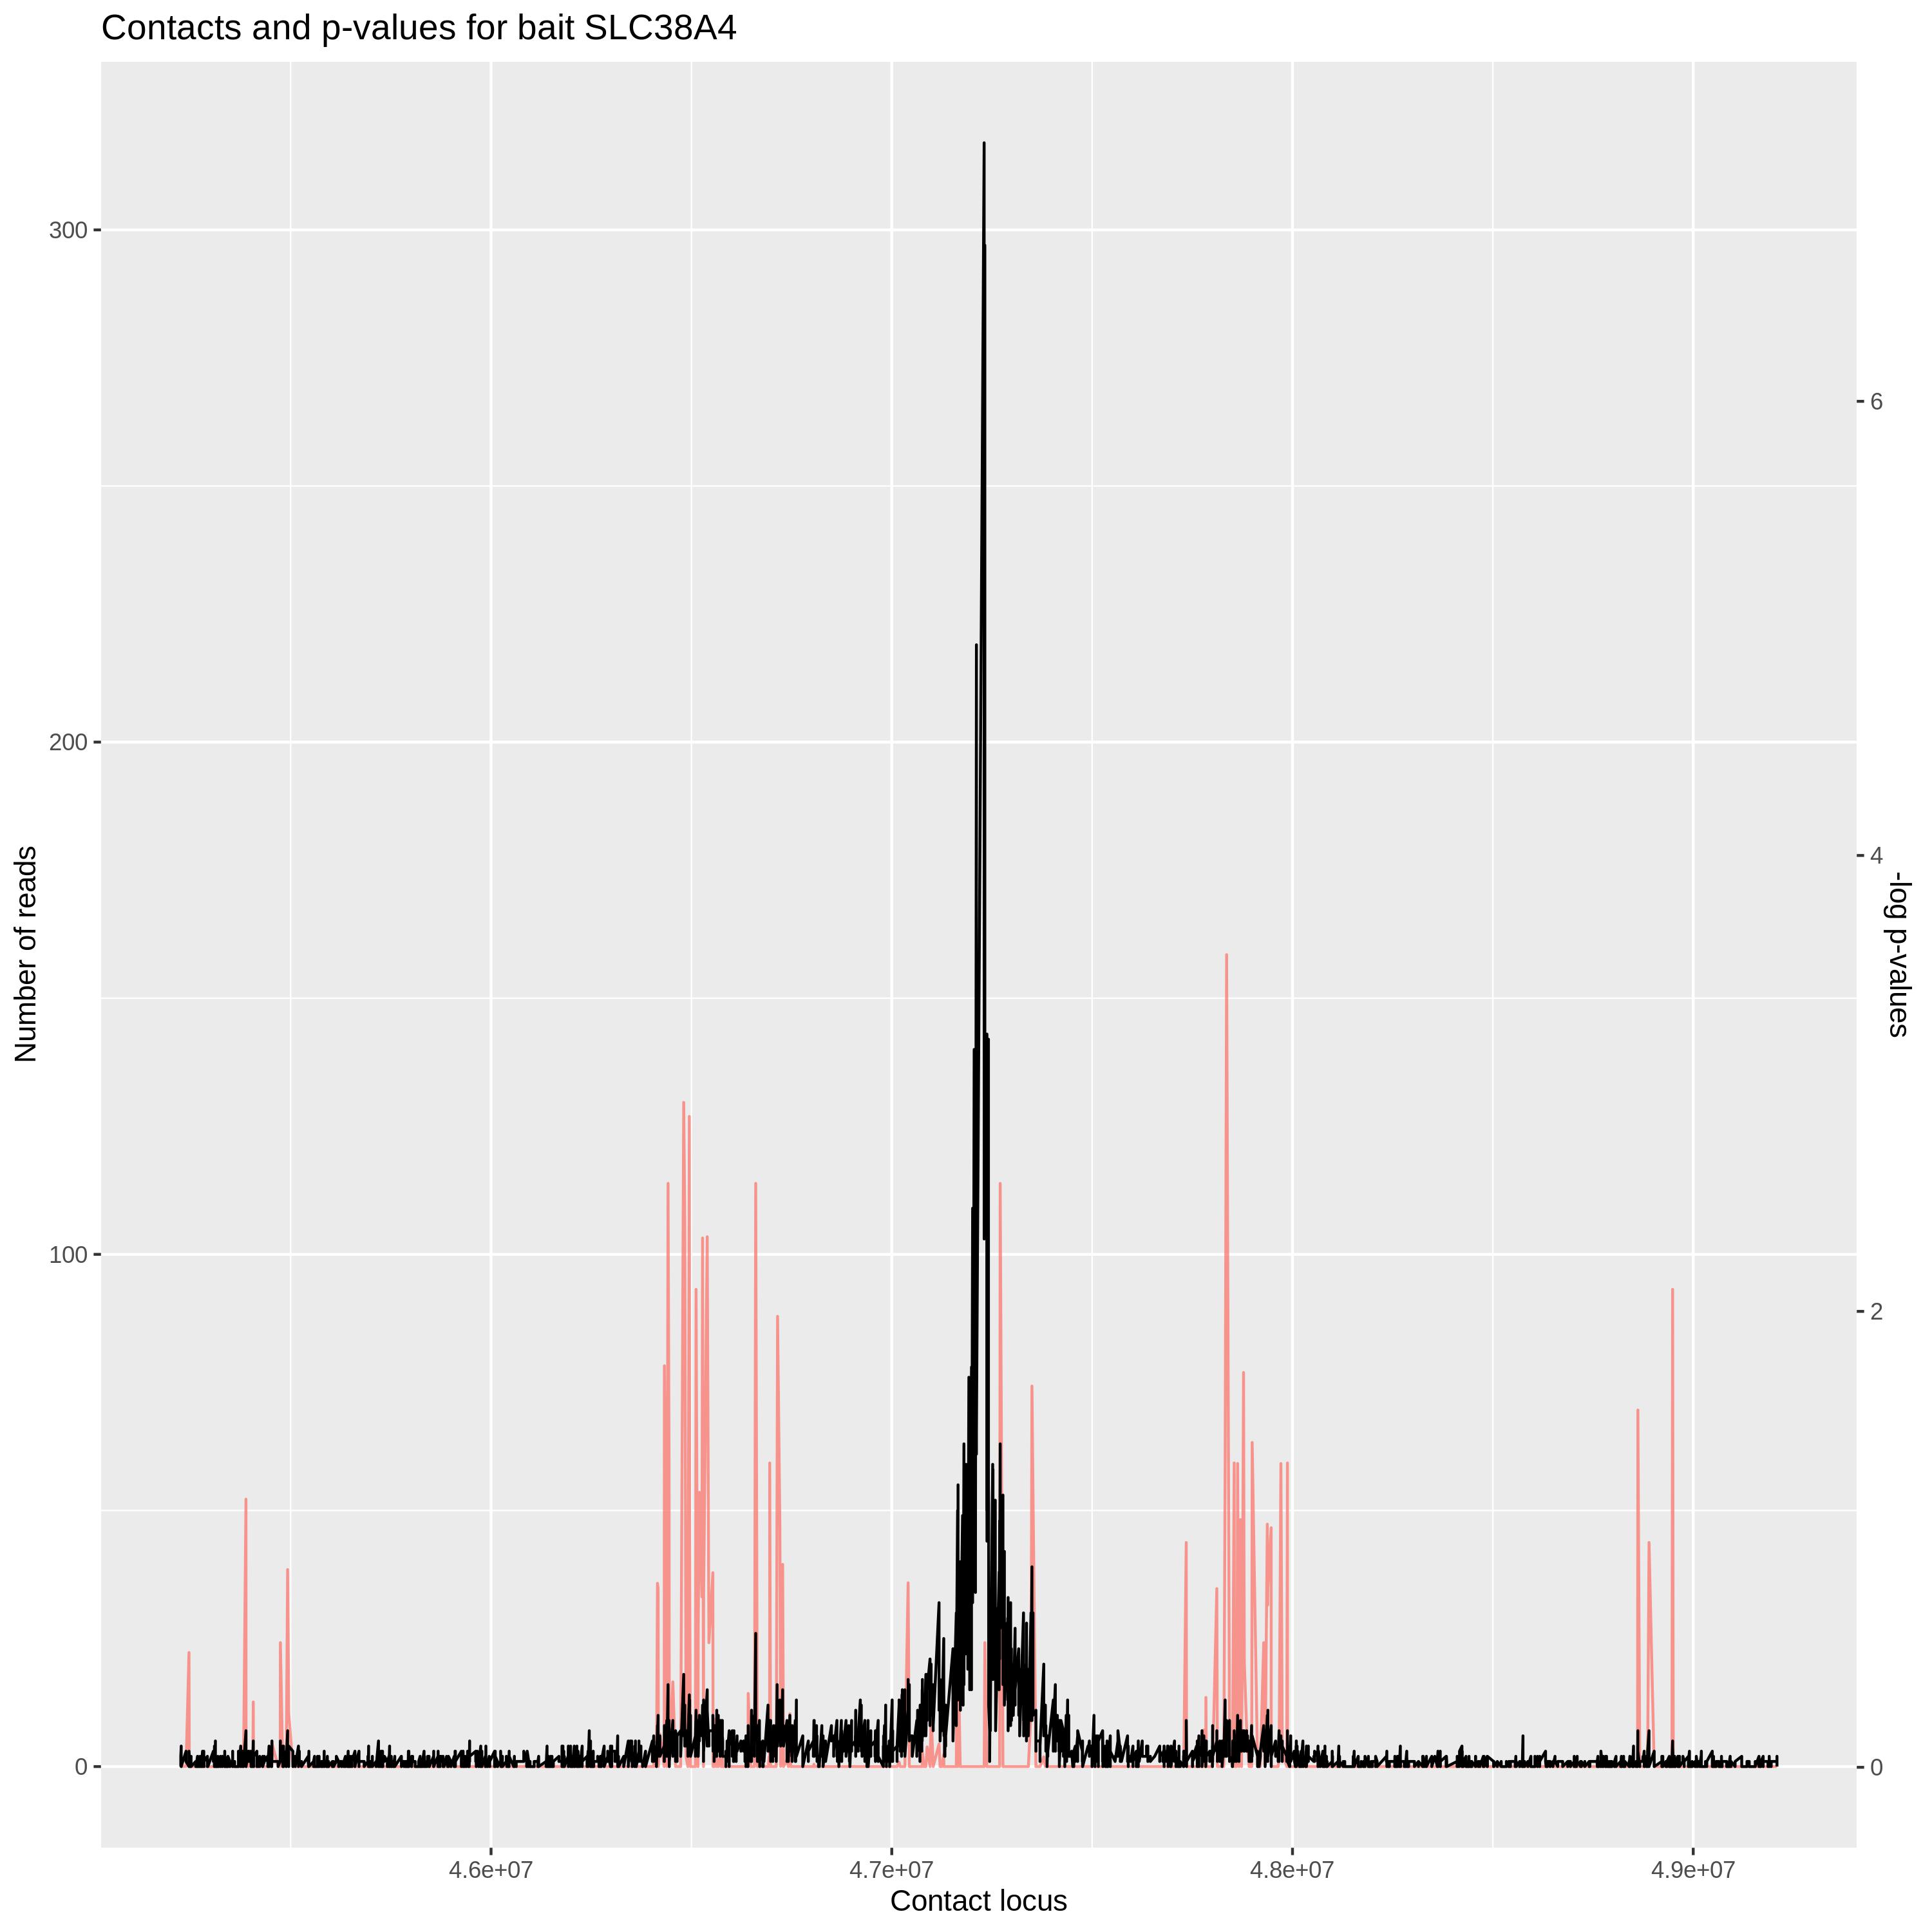 Contacts and p-values for bait SLC38A4
300
200
100
0
Number of reads
6
4
2
0
-log p-values
4.6e+07 4.7e+07 4.8e+07 4.9e+07
Contact locus